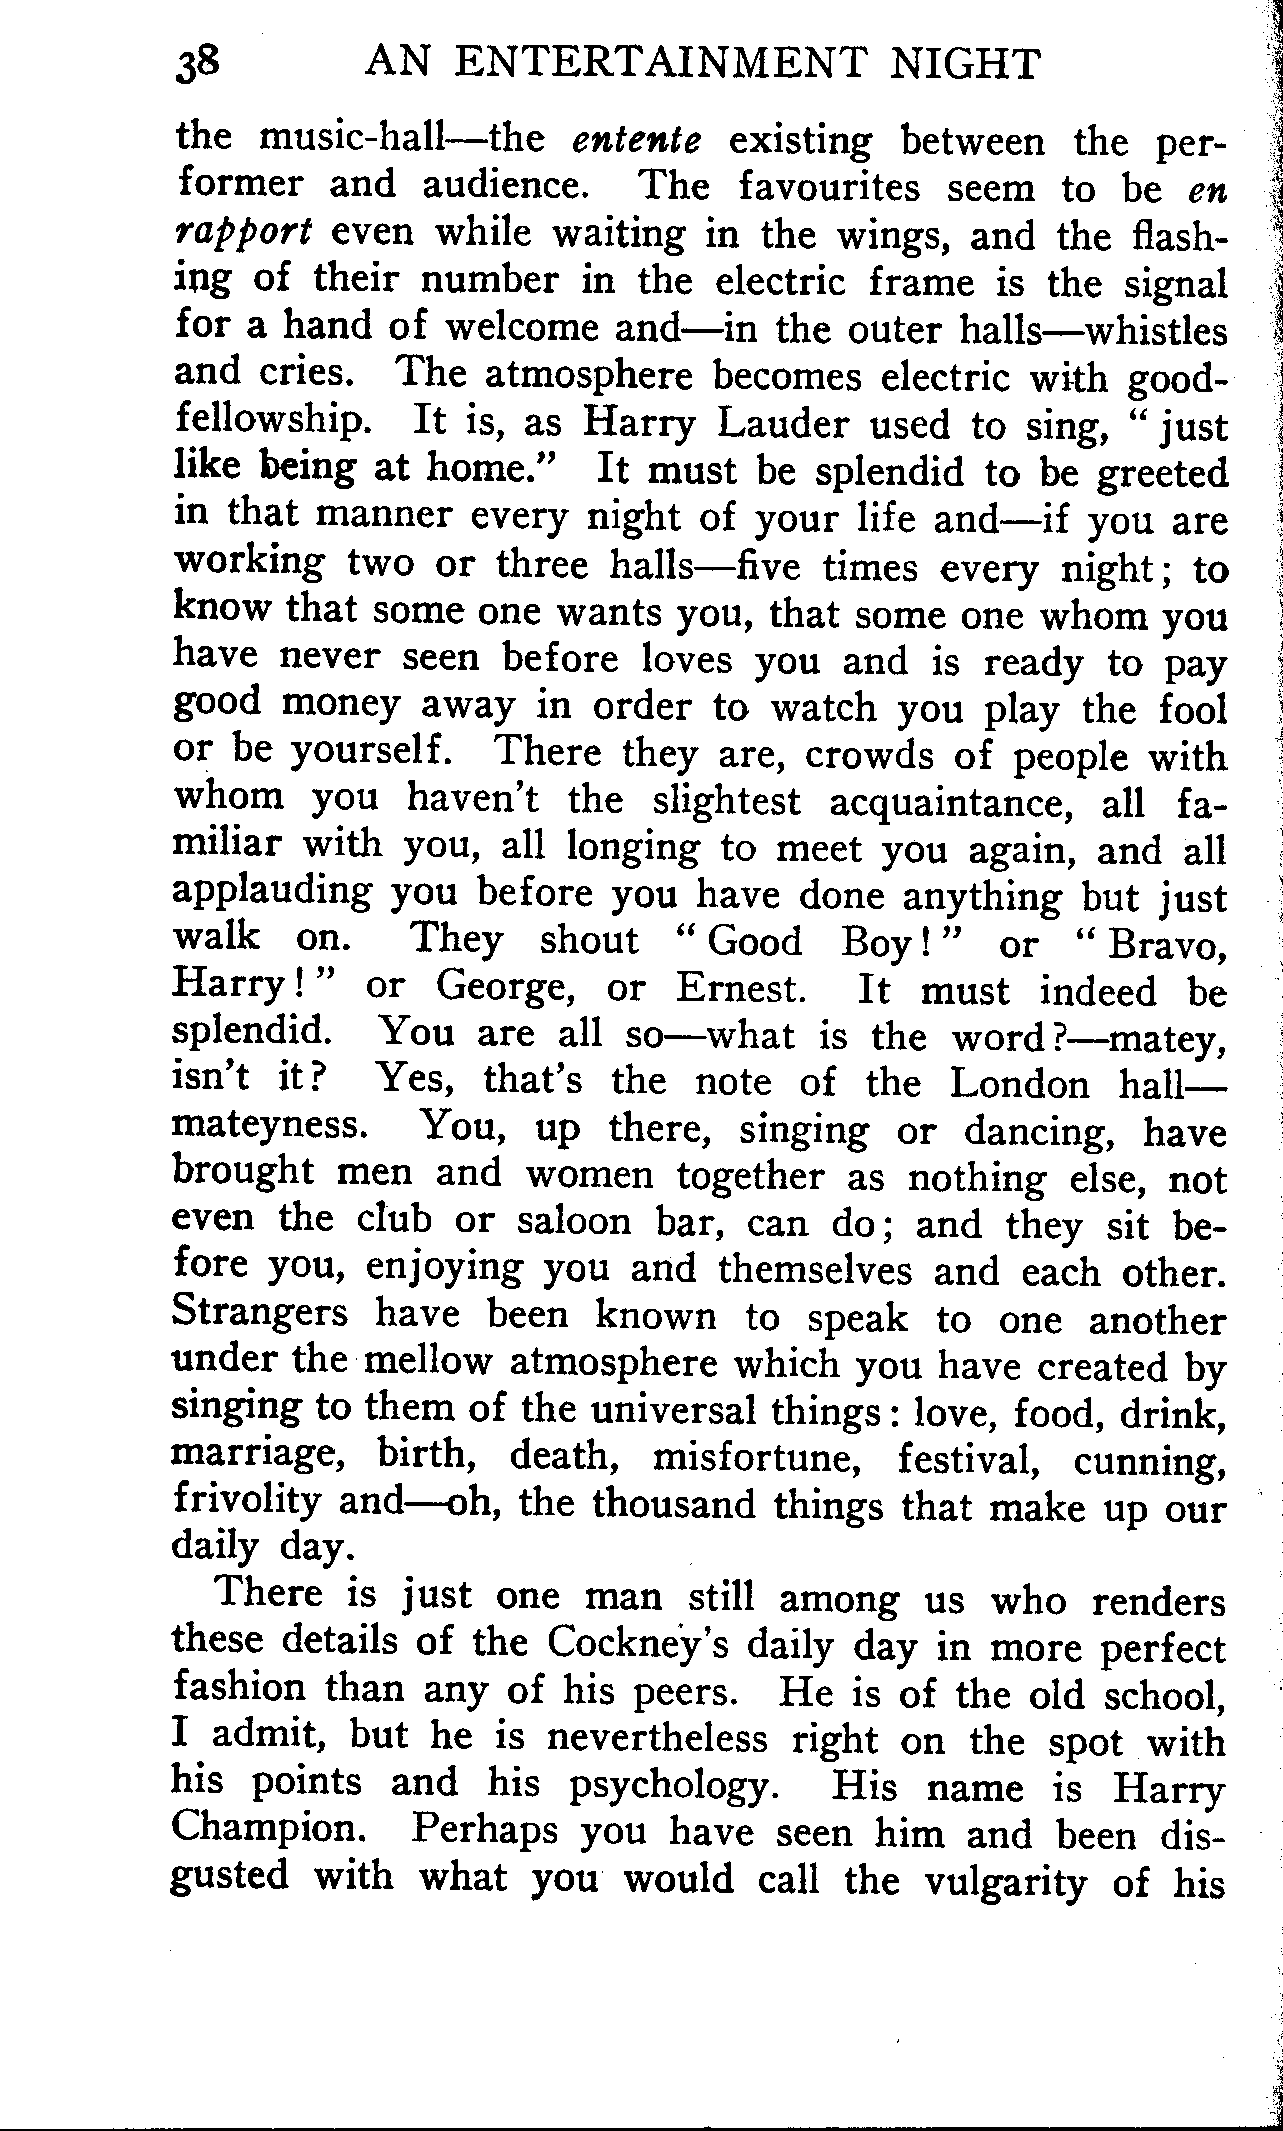 38 AN ENTERTAINMENT NIGHT
the music-hall—the entente existing between the per-
former and audience. The favourites seem to be en
rapport even while waiting in the wings, and the flash-
ing of their number in the electric frame is the signal
for a hand of welcome and—in the outer halls—whistles
and cries. The atmosphere becomes electric with good-
fellowship. It is, as Harry Lauder used to sing, “ just
like being at home.” It must be splendid to be greeted
in that manner every night of your life and—if you are
working two or three halls—five times every night; to
know that some one wants you, that some one whom you
have never seen before loves you and is ready to pay
good money away in order to watch you play the fool
or be yourself. There they are, crowds of people with
whom you haven't the slightest acquaintance, all fa-
miliar with you, all longing to meet you again, and all
applauding you before you have done anything but just
walk on. They shout “ Good Boy! ” or “ Bravo,
Harry! ” or George, or Ernest. It must indeed be
splendid. You are all so—what is the word?—matey,
isn't it? Yes, that's the note of the London hall—
mateyness. You, up there, singing or dancing, have
brought men and women together as nothing else, not
even the club or saloon bar, can do; and they sit be-
fore you, enjoying you and themselves and each other.
Strangers have been known to speak to one another
under the mellow atmosphere which you have created by
singing to them of the universal things: love, food, drink,
marriage, birth, death, misfortune, festival, cunning,
frivolity and—oh, the thousand things that make up our
daily day.
There is just one man still among us who renders
these details of the Cockney's daily day in more perfect
fashion than any of his peers. He is of the old school,
I admit, but he is nevertheless right on the spot with
his points and his psychology. His name is Harry
Champion. Perhaps you have seen him and been dis-
gusted with what you would call the vulgarity of his